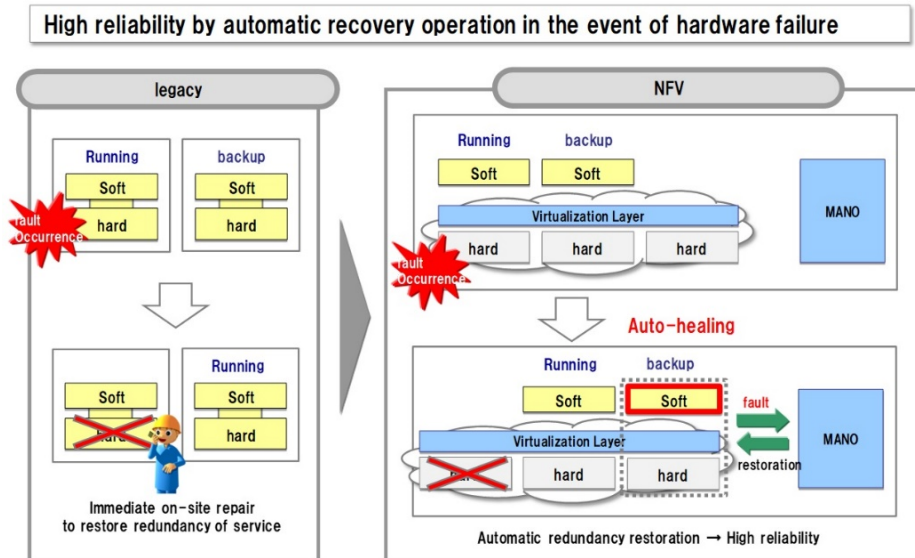 High reliability by automatic recovery operation in the event of hardware failure
legacy
Running
backup
Soft
Soft
hard
hard
fault
Occurrence
Running
Soft
Soft
hard
hard
Immediate on-site repair
to restore redundancy of service
NFV
Running
backup
Soft
Soft
Virtualization Layer
hard
hard
hard
fault
Occurrence
MANO
Auto-healing
Running
backup
Soft
Soft
Virtualization Layer
hard
hard
hard
fault
restoration
MANO
Automatic redundancy restoration → High reliability